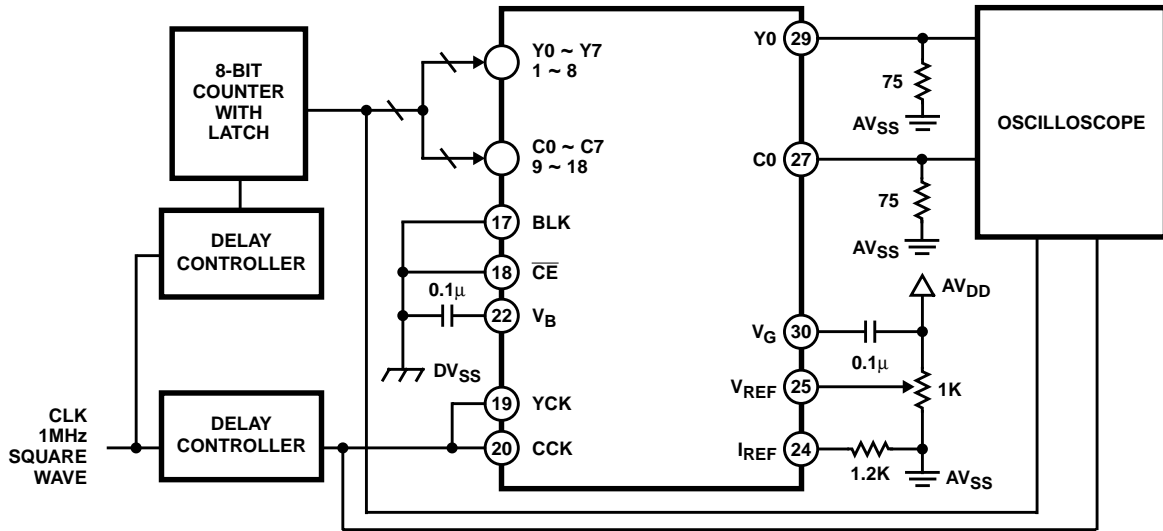 8-BIT
COUNTER
WITH
LATCH
DELAY
CONTROLLER
CLK
1MHz
SQUARE
WAVE
DELAY
CONTROLLER
Y0 ~ Y7
1 ~ 8
C0 ~ C7
9 ~ 18
17 BLK
18 C̅E̅
0.1μ
22 VB
DVSS
19 YCK
20 CCK
Y0 29
75
AVSS
C0 27
75
AVSS
OSCILLOSCOPE
AVDD
VG 30
0.1μ
VREF 25
1K
IREF 24
1.2K
AVSS